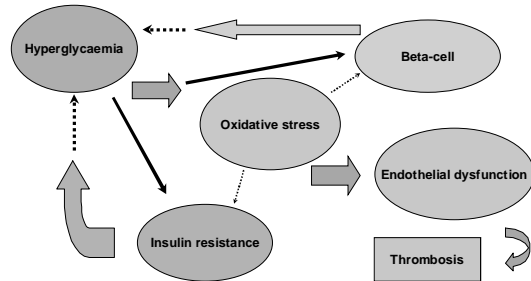 Hyperglycaemia
Beta-cell
Oxidative stress
Endothelial dysfunction
Insulin resistance
Thrombosis